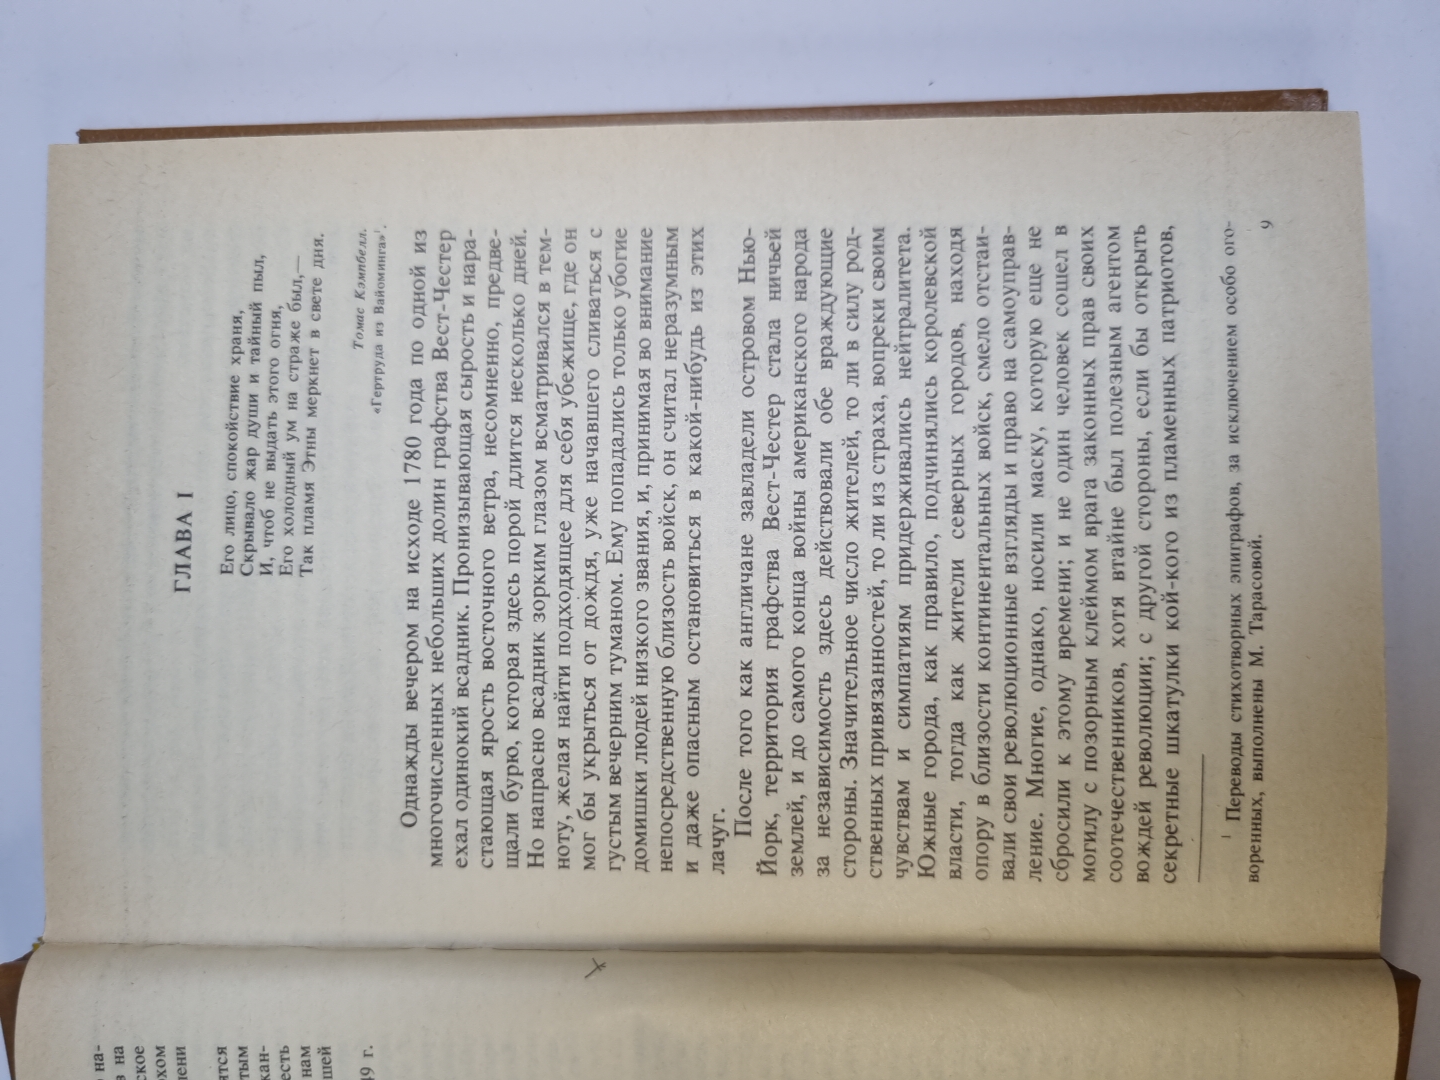 на-
в на
ское
охом
мени
ятся
тым
кан-
есть
нам
шей
49 г.
ГЛАВА I
Его лицо, спокойствие храня,
Скрывало жар души и тайный пыл,
И, чтоб не выдать этого огня,
Его холодный ум на страже был,—
Так пламя Этны меркнет в свете дня.
Томас Кэмпбелл.
«Гертруда из Вайоминга»¹.
Однажды вечером на исходе 1780 года по одной из
многочисленных небольших долин графства Вест-Честер
ехал одинокий всадник. Пронизывающая сырость и нара-
стающая ярость восточного ветра, несомненно, предве-
щали бурю, которая здесь порой длится несколько дней.
Но напрасно всадник зорким глазом всматривался в тем-
ноту, желая найти подходящее для себя убежище, где он
мог бы укрыться от дождя, уже начавшего сливаться с
густым вечерним туманом. Ему попадались только убогие
домишки людей низкого звания, и, принимая во внимание
непосредственную близость войск, он считал неразумным
и даже опасным остановиться в какой-нибудь из этих
лачуг.
После того как англичане завладели островом Нью-
Йорк, территория графства Вест-Честер стала ничьей
землей, и до самого конца войны американского народа
за независимость здесь действовали обе враждующие
стороны. Значительное число жителей, то ли в силу род-
ственных привязанностей, то ли из страха, вопреки своим
чувствам и симпатиям придерживались нейтралитета.
Южные города, как правило, подчинялись королевской
власти, тогда как жители северных городов, находя
опору в близости континентальных войск, смело отстаи-
вали свои революционные взгляды и право на самоуправ-
ление. Многие, однако, носили маску, которую еще не
сбросили к этому времени; и не один человек сошел в
могилу с позорным клеймом врага законных прав своих
соотечественников, хотя втайне был полезным агентом
вождей революции; с другой стороны, если бы открыть
секретные шкатулки кой-кого из пламенных патриотов,
¹ Переводы стихотворных эпиграфов, за исключением особо ого-
воренных, выполнены М. Тарасовой.
9